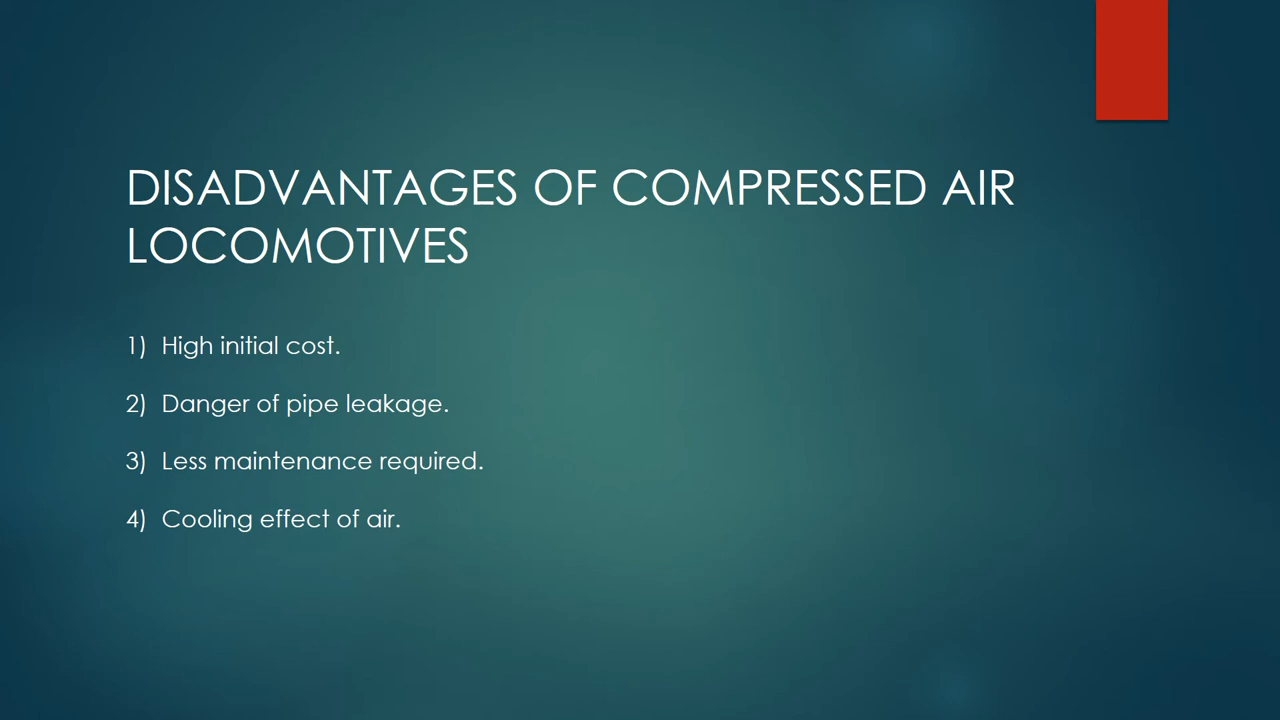 DISADVANTAGES OF COMPRESSED AIR
LOCOMOTIVES
1) High initial cost.
2) Danger of pipe leakage.
3) Less maintenance required.
4) Cooling effect of air.